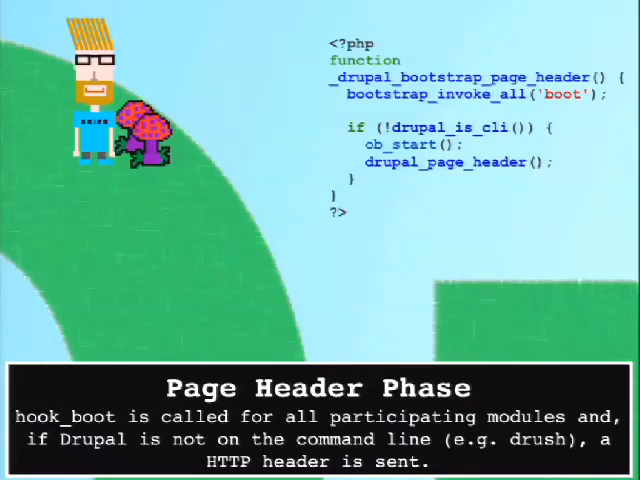 <?php
function
_drupal_bootstrap_page_header() {
bootstrap_invoke_all('boot');
if (!drupal_is_cli()) {
ob_start();
drupal_page_header();
}
}
?>
Page Header Phase
hook_boot is called for all participating modules and,
if Drupal is not on the command line (e.g. drush), a
HTTP header is sent.